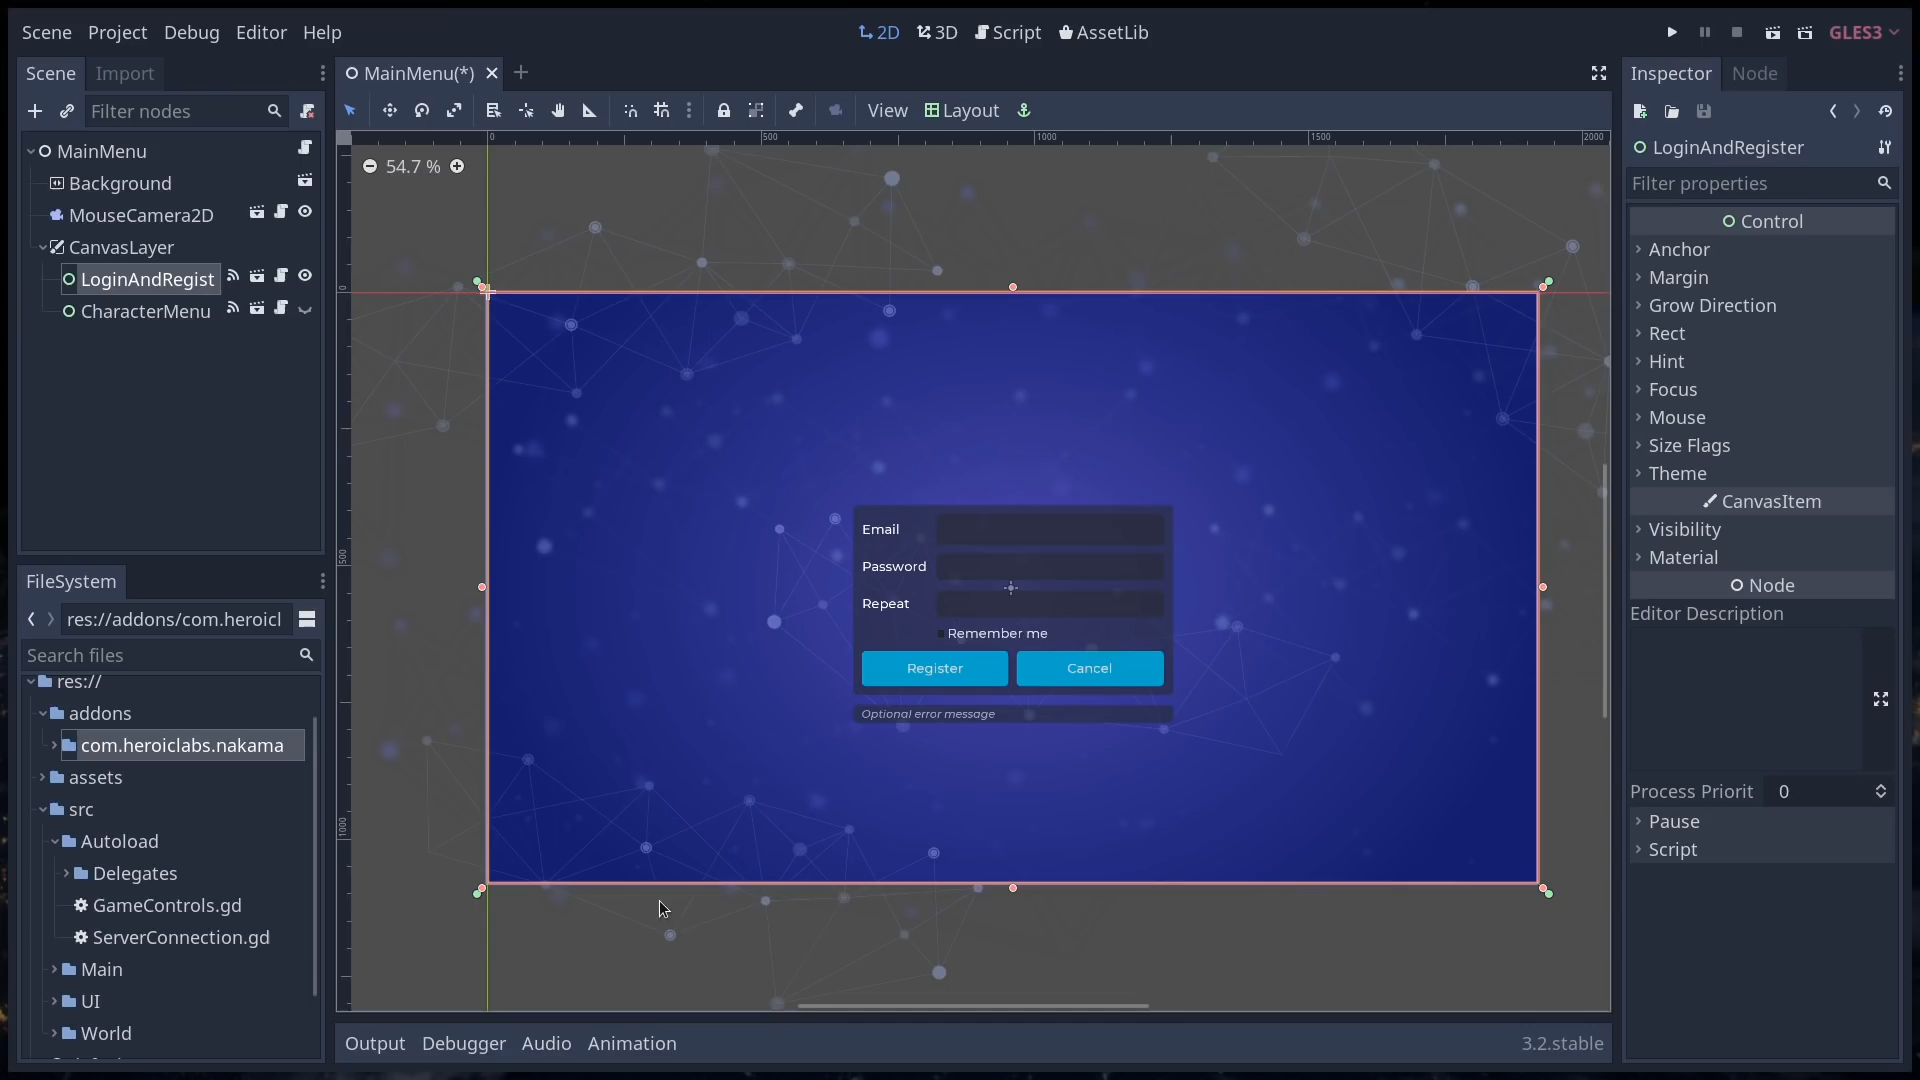 Scene Project Debug Editor Help
2D 3D Script AssetLib
GLES3
Scene Import
Filter nodes
MainMenu
Background
MouseCamera2D
CanvasLayer
LoginAndRegist
CharacterMenu
FileSystem
res://addons/com.heroicl
Search files
res://
addons
com.heroiclabs.nakama
assets
src
Autoload
Delegates
GameControls.gd
ServerConnection.gd
Main
UI
World
MainMenu(*)
View Layout
0 500 1000 1500 2000
0
500
1000
54.7 %
Email
Password
Repeat
Remember me
Register Cancel
Optional error message
Output Debugger Audio Animation 3.2.stable
Inspector Node
LoginAndRegister
Filter properties
Control
Anchor
Margin
Grow Direction
Rect
Hint
Focus
Mouse
Size Flags
Theme
CanvasItem
Visibility
Material
Node
Editor Description
Process Priorit 0
Pause
Script